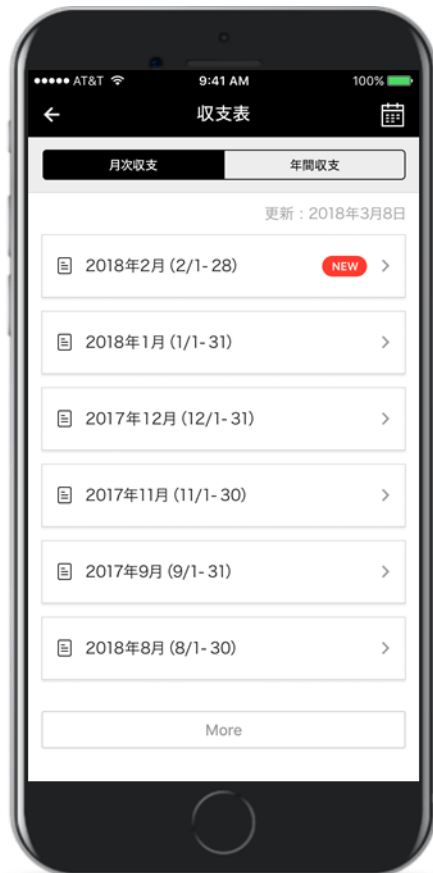 AT&T 9:41 AM 100%
収支表
月次収支 年間収支
更新：2018年3月8日
2018年2月 (2/1-28) NEW
2018年1月 (1/1-31)
2017年12月 (12/1-31)
2017年11月 (11/1-30)
2017年9月 (9/1-31)
2018年8月 (8/1-30)
More